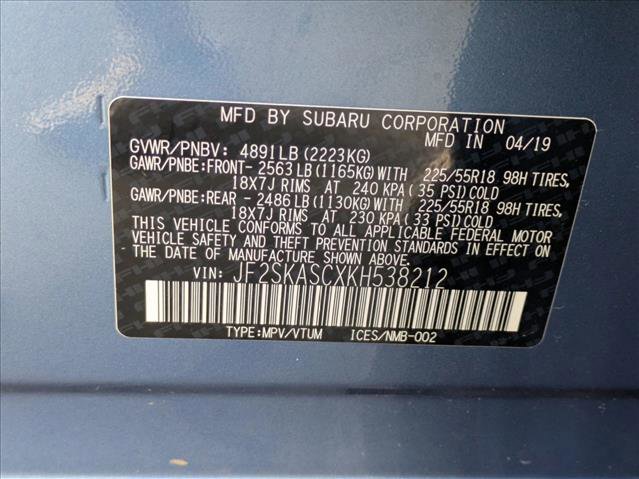 MFD BY SUBARU CORPORATION
MFD IN 04/19
GVWR/PNBV: 4891LB (2223KG)
GAWR/PNBE:FRONT- 2563 LB (1165KG) WITH 225/55R18 98H TIRES,
18X7J RIMS AT 240 KPA ( 35 PSI) COLD
GAWR/PNBE:REAR - 2486 LB (1130KG) WITH 225/55R18 98H TIRES,
18X7J RIMS AT 230 KPA ( 33 PSI) COLD
THIS VEHICLE CONFORMS TO ALL APPLICABLE FEDERAL MOTOR
VEHICLE SAFETY AND THEFT PREVENTION STANDARDS IN EFFECT
ON THE DATE OF MANUFACTURE SHOWN ABOVE.
VIN: JF2SKASCXKH538212
TYPE:MPV/VTUM ICES/NMB-002